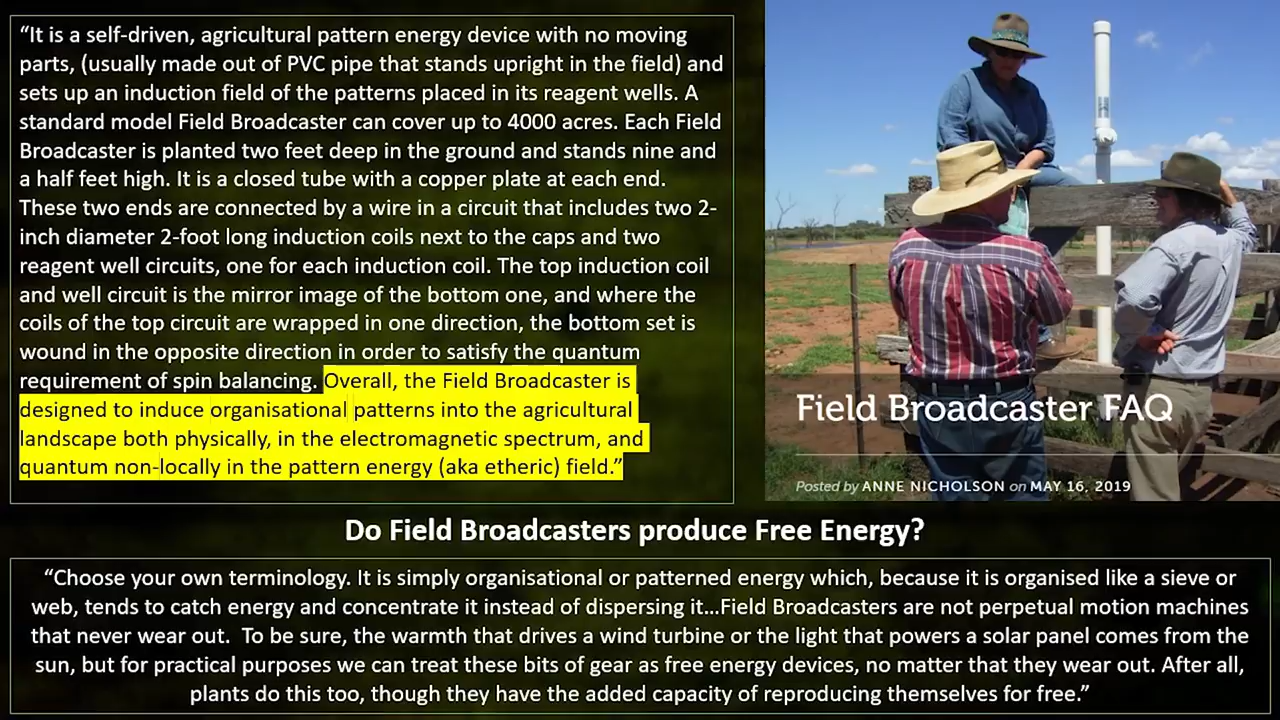 “It is a self-driven, agricultural pattern energy device with no moving
parts, (usually made out of PVC pipe that stands upright in the field) and
sets up an induction field of the patterns placed in its reagent wells. A
standard model Field Broadcaster can cover up to 4000 acres. Each Field
Broadcaster is planted two feet deep in the ground and stands nine and
a half feet high. It is a closed tube with a copper plate at each end.
These two ends are connected by a wire in a circuit that includes two 2-
inch diameter 2-foot long induction coils next to the caps and two
reagent well circuits, one for each induction coil. The top induction coil
and well circuit is the mirror image of the bottom one, and where the
coils of the top circuit are wrapped in one direction, the bottom set is
wound in the opposite direction in order to satisfy the quantum
requirement of spin balancing. Overall, the Field Broadcaster is
designed to induce organisational patterns into the agricultural
landscape both physically, in the electromagnetic spectrum, and
quantum non-locally in the pattern energy (aka etheric) field.”
Field Broadcaster FAQ
Posted by ANNE NICHOLSON on MAY 16, 2019
Do Field Broadcasters produce Free Energy?
“Choose your own terminology. It is simply organisational or patterned energy which, because it is organised like a sieve or
web, tends to catch energy and concentrate it instead of dispersing it…Field Broadcasters are not perpetual motion machines
that never wear out.  To be sure, the warmth that drives a wind turbine or the light that powers a solar panel comes from the
sun, but for practical purposes we can treat these bits of gear as free energy devices, no matter that they wear out. After all,
plants do this too, though they have the added capacity of reproducing themselves for free.”